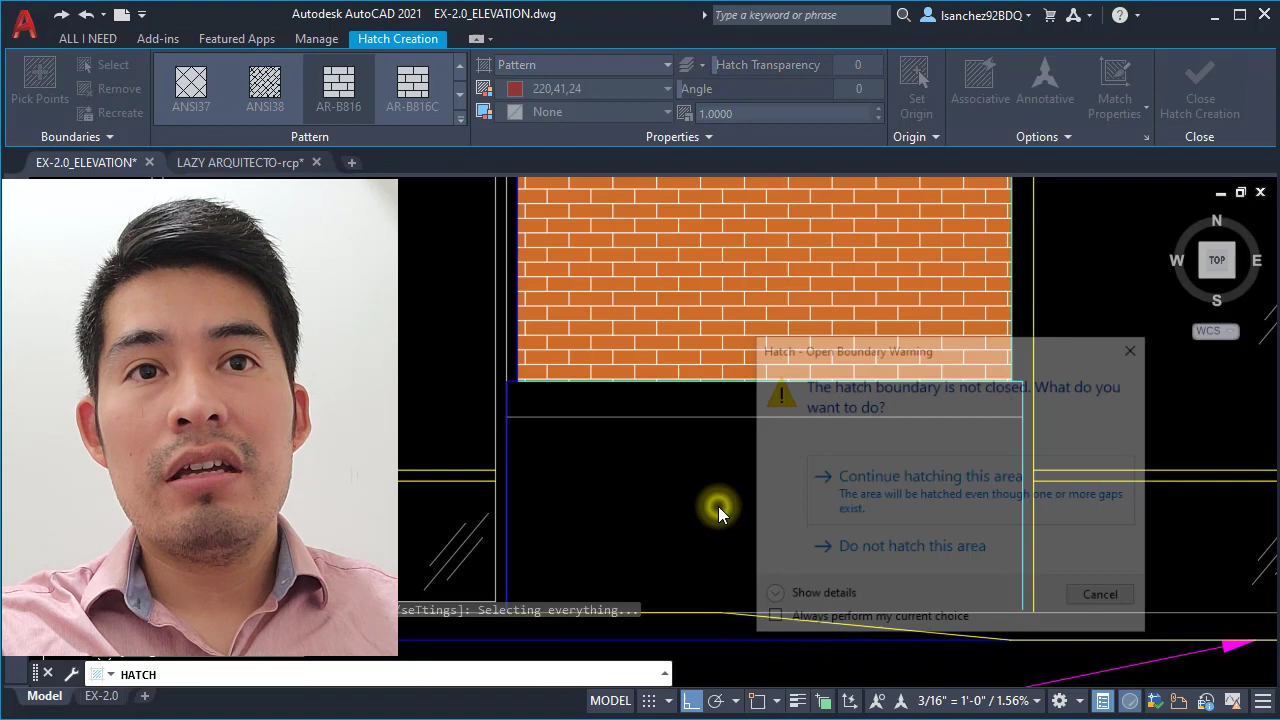 Autodesk AutoCAD 2021 EX-2.0_ELEVATION.dwg
Type a keyword or phrase
lsanchez92BDQ
ALL I NEED Add-ins Featured Apps Manage Hatch Creation
Pick Points
Select
Remove
Recreate
Boundaries
ANSI37 ANSI38 AR-B816 AR-B816C
Pattern
Pattern
220,41,24
None
Hatch Transparency 0
Angle 0
1.0000
Properties
Set
Origin
Origin
Associative Annotative Match
Properties
Options
Close
Hatch Creation
Close
EX-2.0_ELEVATION* LAZY ARQUITECTO-rcp*
N
W TOP E
S
WCS
Hatch - Open Boundary Warning
The hatch boundary is not closed. What do you
want to do?
Continue hatching this area
The area will be hatched even though one or more gaps
exist.
Do not hatch this area
Show details
Cancel
Always perform my current choice
/seTtings]: Selecting everything...
HATCH
Model EX-2.0
MODEL
3/16" = 1'-0" / 1.56%